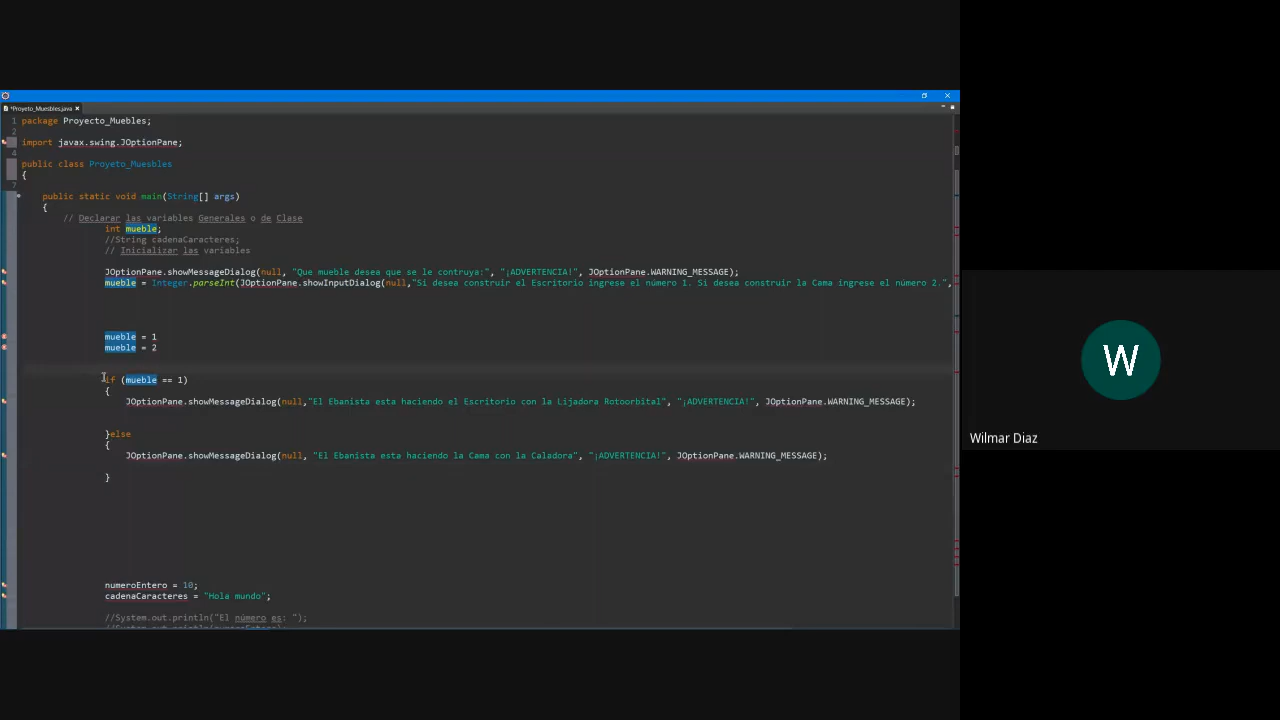 *Proyeto_Muesbles.java
1 package Proyecto_Muebles;
2
import javax.swing.JOptionPane;
4
public class Proyeto_Muesbles
{
7
public static void main(String[] args)
{
// Declarar las variables Generales o de Clase
int mueble;
//String cadenaCaracteres;
// Inicializar las variables
JOptionPane.showMessageDialog(null, "Que mueble desea que se le contruya:", "¡ADVERTENCIA!", JOptionPane.WARNING_MESSAGE);
mueble = Integer.parseInt(JOptionPane.showInputDialog(null,"Si desea construir el Escritorio ingrese el número 1. Si desea construir la Cama ingrese el número 2.",
mueble = 1
mueble = 2
if (mueble == 1)
{
JOptionPane.showMessageDialog(null,"El Ebanista esta haciendo el Escritorio con la Lijadora Rotoorbital", "¡ADVERTENCIA!", JOptionPane.WARNING_MESSAGE);
}else
{
JOptionPane.showMessageDialog(null, "El Ebanista esta haciendo la Cama con la Caladora", "¡ADVERTENCIA!", JOptionPane.WARNING_MESSAGE);
}
numeroEntero = 10;
cadenaCaracteres = "Hola mundo";
//System.out.println("El número es: ");
W
Wilmar Diaz